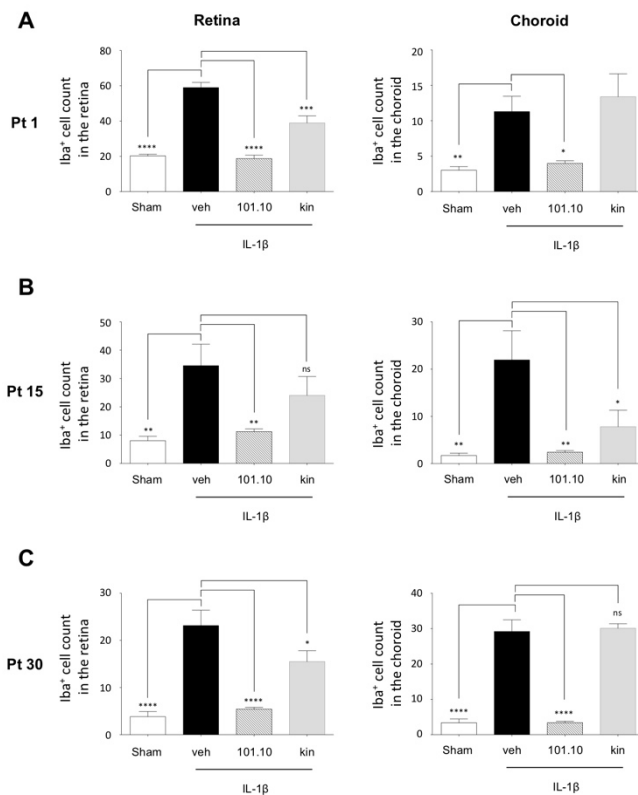 A
Retina
Choroid
Pt 1
Iba+ cell count
in the retina
80
60
40
20
0
****
****
***
Sham
veh
101.10
kin
IL-1β
Iba+ cell count
in the choroid
20
15
10
5
0
**
*
Sham
veh
101.10
kin
IL-1β
B
Pt 15
Iba+ cell count
in the retina
50
40
30
20
10
0
**
**
ns
Sham
veh
101.10
kin
IL-1β
Iba+ cell count
in the choroid
30
20
10
0
**
**
*
Sham
veh
101.10
kin
IL-1β
C
Pt 30
Iba+ cell count
in the retina
30
20
10
0
****
****
*
Sham
veh
101.10
kin
IL-1β
Iba+ cell count
in the choroid
40
30
20
10
0
****
****
ns
Sham
veh
101.10
kin
IL-1β